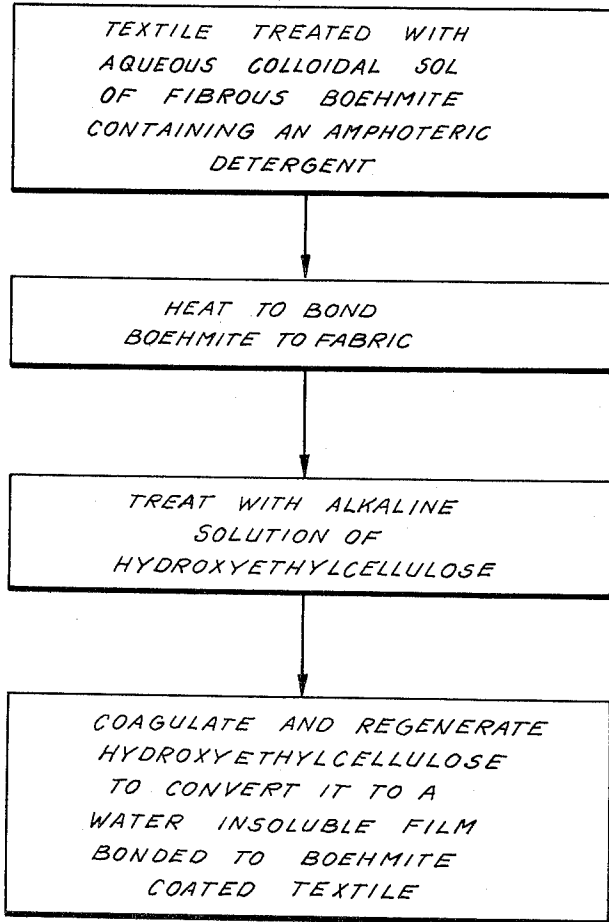 TEXTILE TREATED WITH
AQUEOUS COLLOIDAL SOL
OF FIBROUS BOEHMITE
CONTAINING AN AMPHOTERIC
DETERGENT
HEAT TO BOND
BOEHMITE TO FABRIC
TREAT WITH ALKALINE
SOLUTION OF
HYDROXYETHYLCELLULOSE
COAGULATE AND REGENERATE
HYDROXYETHYLCELLULOSE
TO CONVERT IT TO A
WATER INSOLUBLE FILM
BONDED TO BOEHMITE
COATED TEXTILE